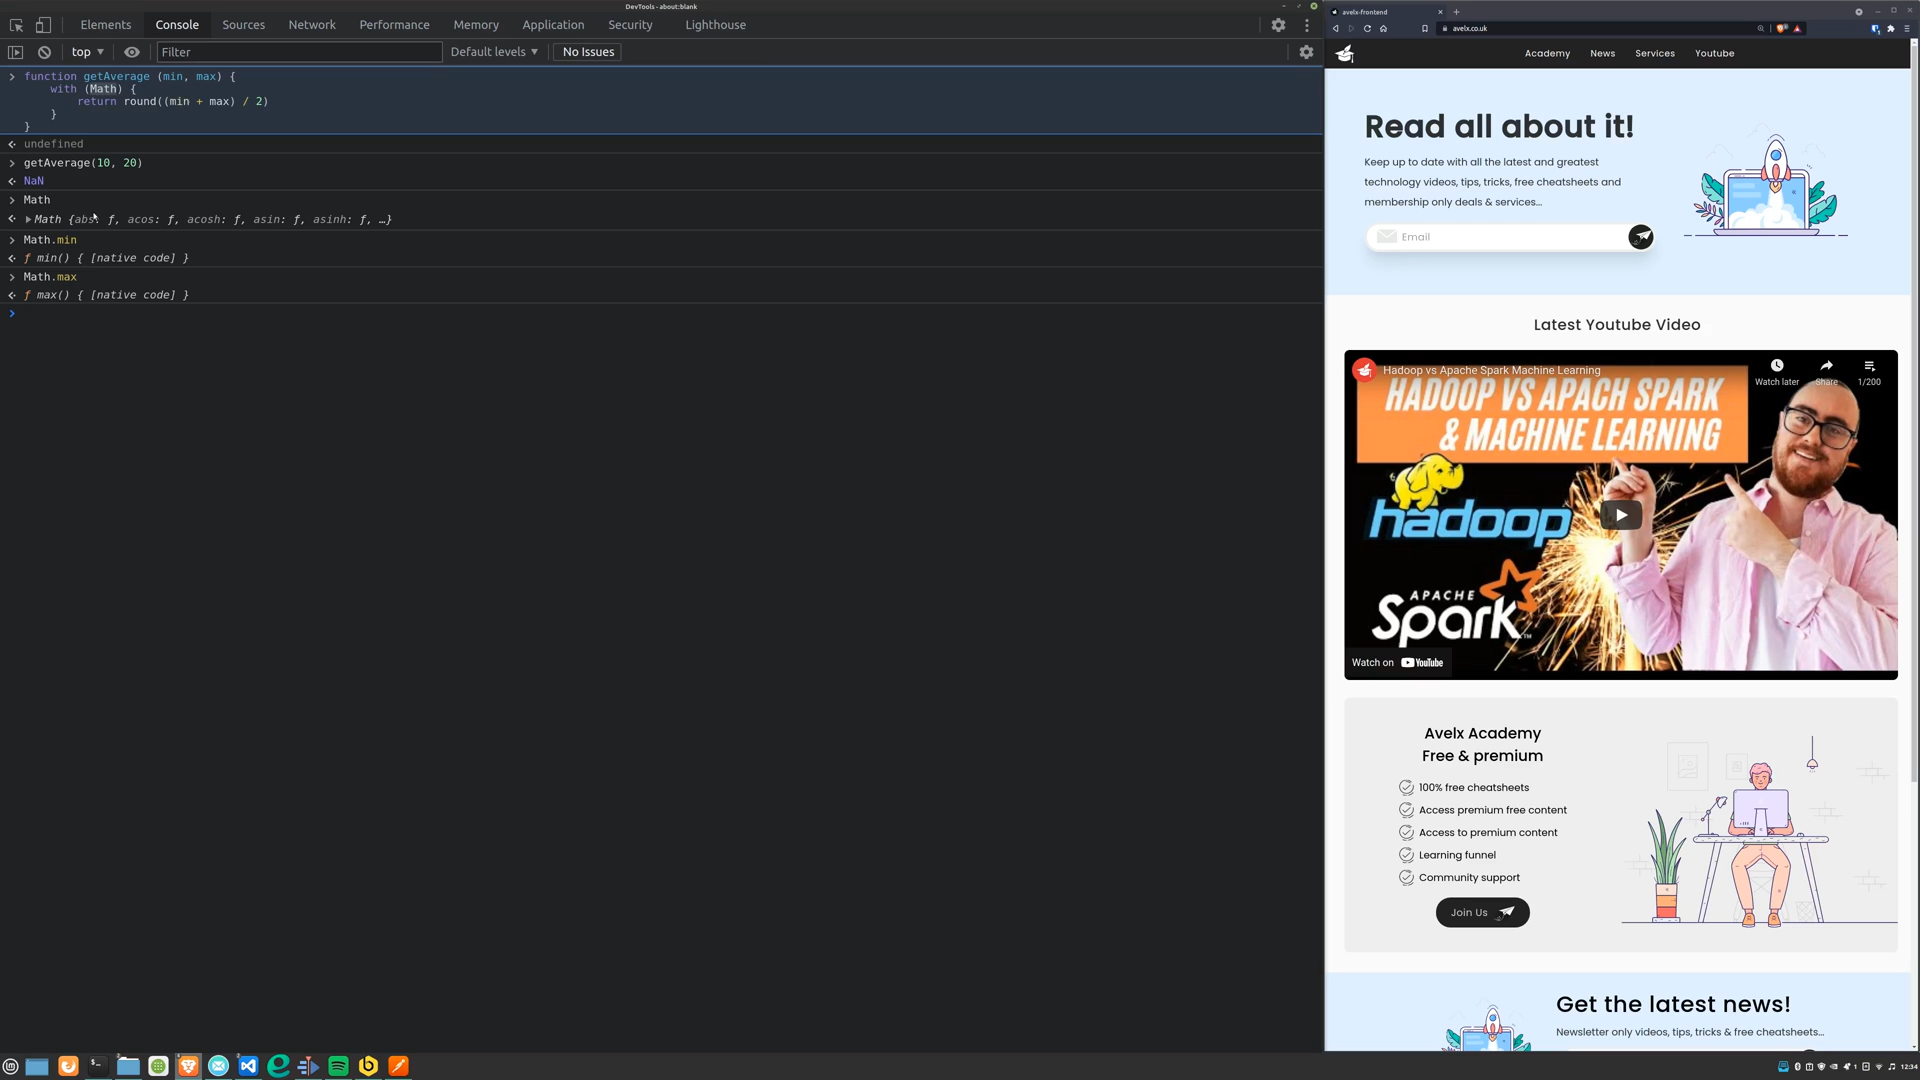 DevTools - about:blank
Elements Console Sources Network Performance Memory Application Security Lighthouse
top Filter Default levels No Issues
function getAverage (min, max) {
with (Math) {
return round((min + max) / 2)
}
}
undefined
getAverage(10, 20)
NaN
Math
Math {abs: ƒ, acos: ƒ, acosh: ƒ, asin: ƒ, asinh: ƒ, …}
Math.min
ƒ min() { [native code] }
Math.max
ƒ max() { [native code] }
avelx-frontend
avelx.co.uk
Academy News Services Youtube
Read all about it!
Keep up to date with all the latest and greatest
technology videos, tips, tricks, free cheatsheets and
membership only deals & services...
Email
Latest Youtube Video
Hadoop vs Apache Spark Machine Learning
Watch later Share 1/200
HADOOP VS APACH SPARK
& MACHINE LEARNING
hadoop
APACHE
Spark
Watch on YouTube
Avelx Academy
Free & premium
100% free cheatsheets
Access premium free content
Access to premium content
Learning funnel
Community support
Join Us
Get the latest news!
Newsletter only videos, tips, tricks & free cheatsheets...
12:34